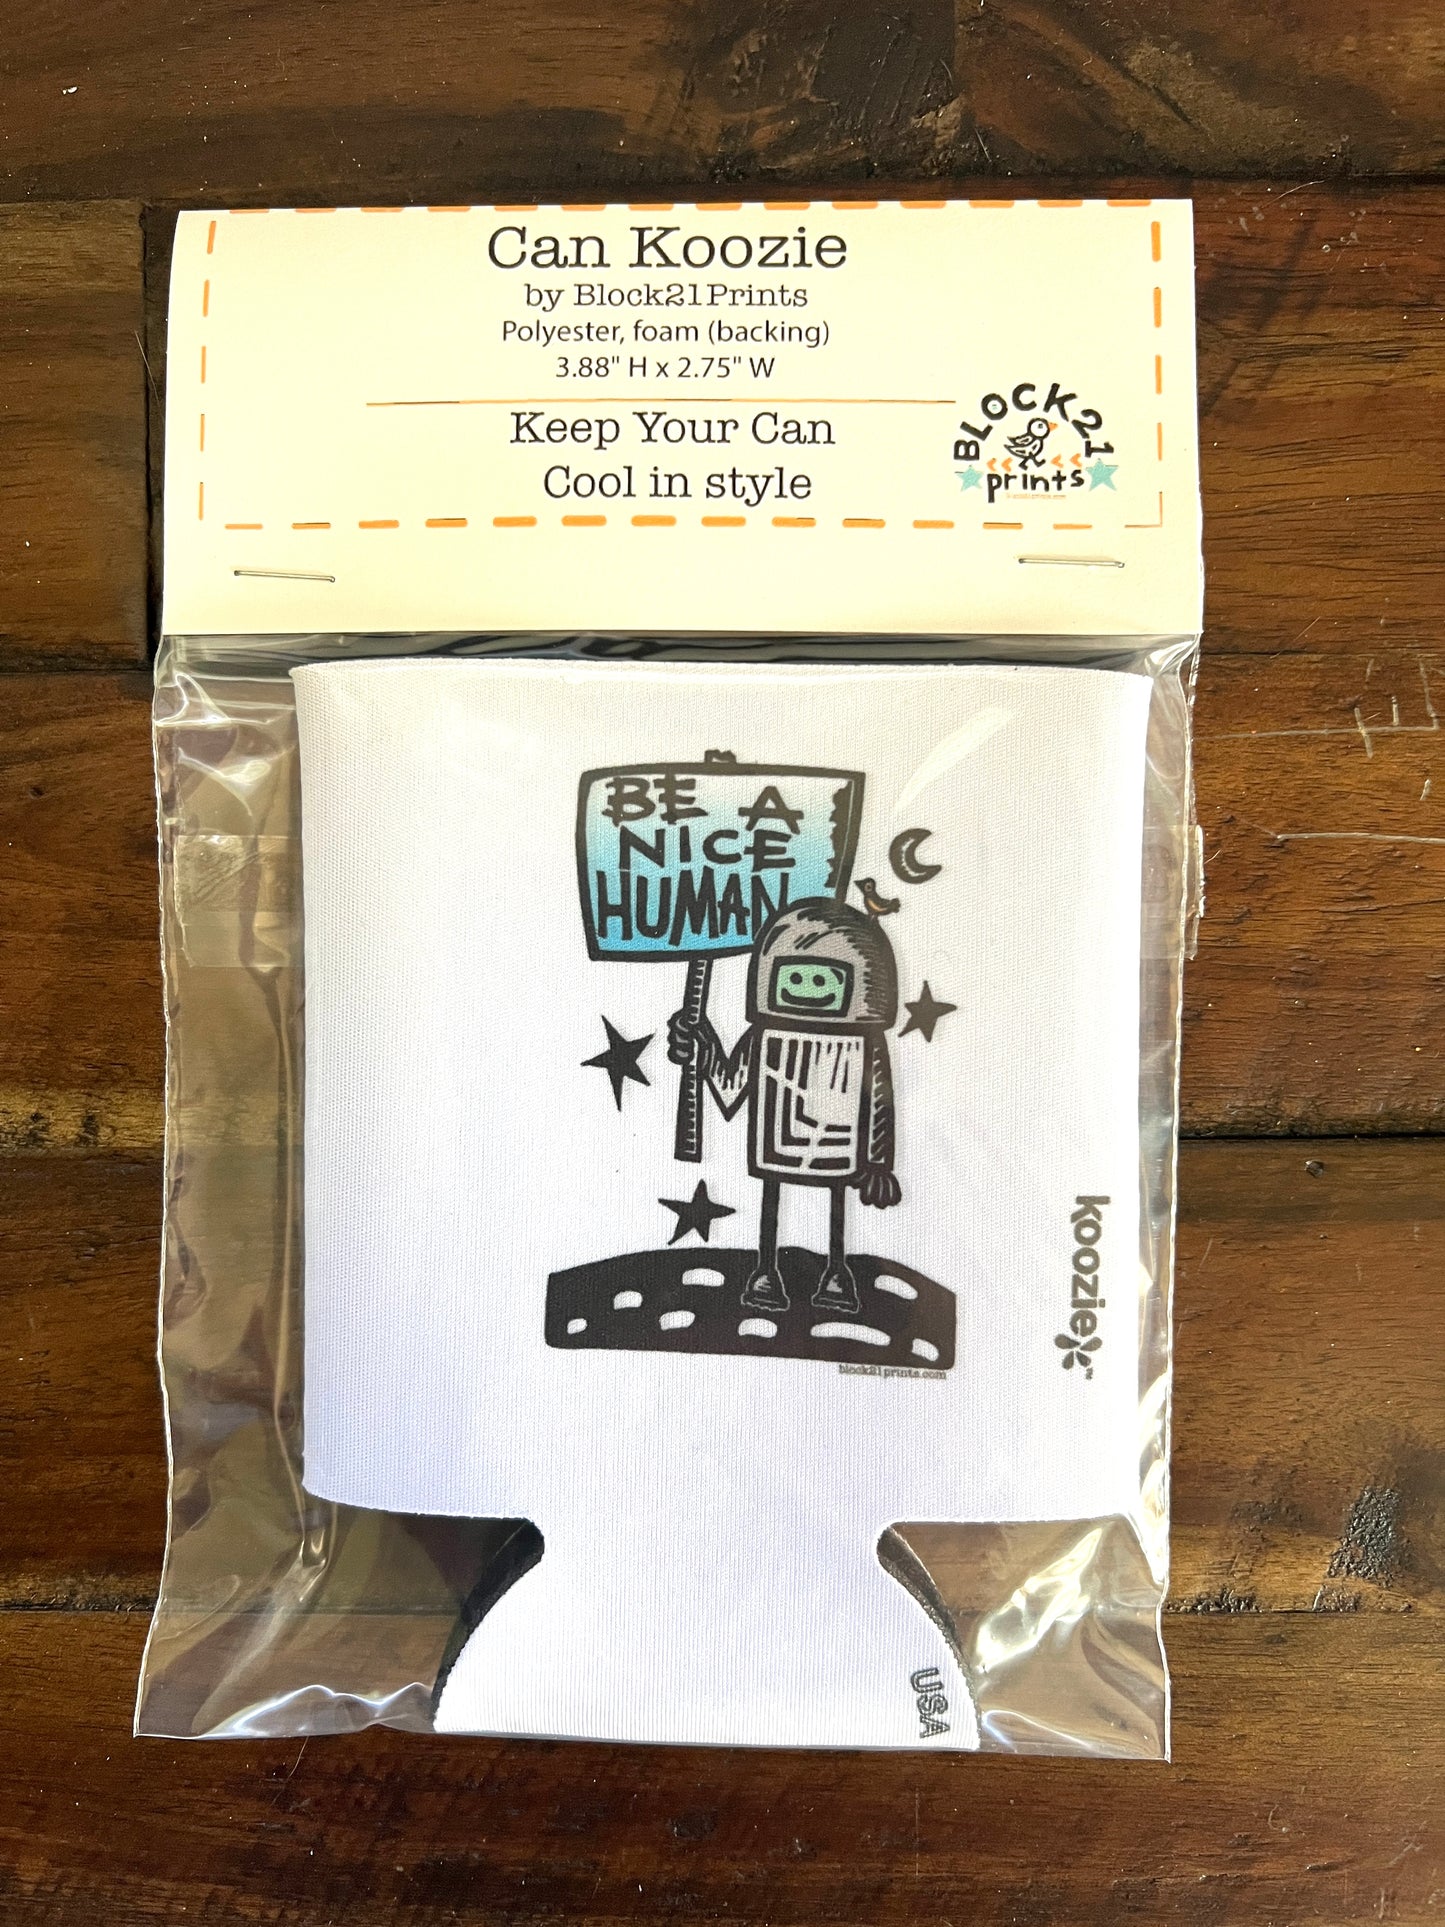 Can Koozie
by Block21Prints
Polyester, foam (backing)
3.88" H x 2.75" W
Keep Your Can
Cool in style
BLOCK21
prints
BE A
NICE
HUMAN
koozie™
block21prints.com
USA